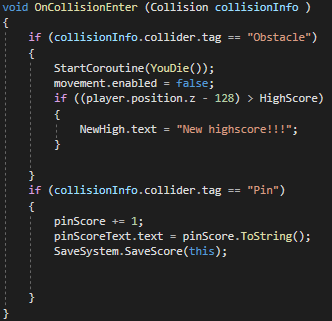 void OnCollisionEnter (Collision collisionInfo )
{
if (collisionInfo.collider.tag == "Obstacle")
{
StartCoroutine(YouDie());
movement.enabled = false;
if ((player.position.z - 128) > HighScore)
{
NewHigh.text = "New highscore!!!";
}
}
if (collisionInfo.collider.tag == "Pin")
{
pinScore += 1;
pinScoreText.text = pinScore.ToString();
SaveSystem.SaveScore(this);
}
}